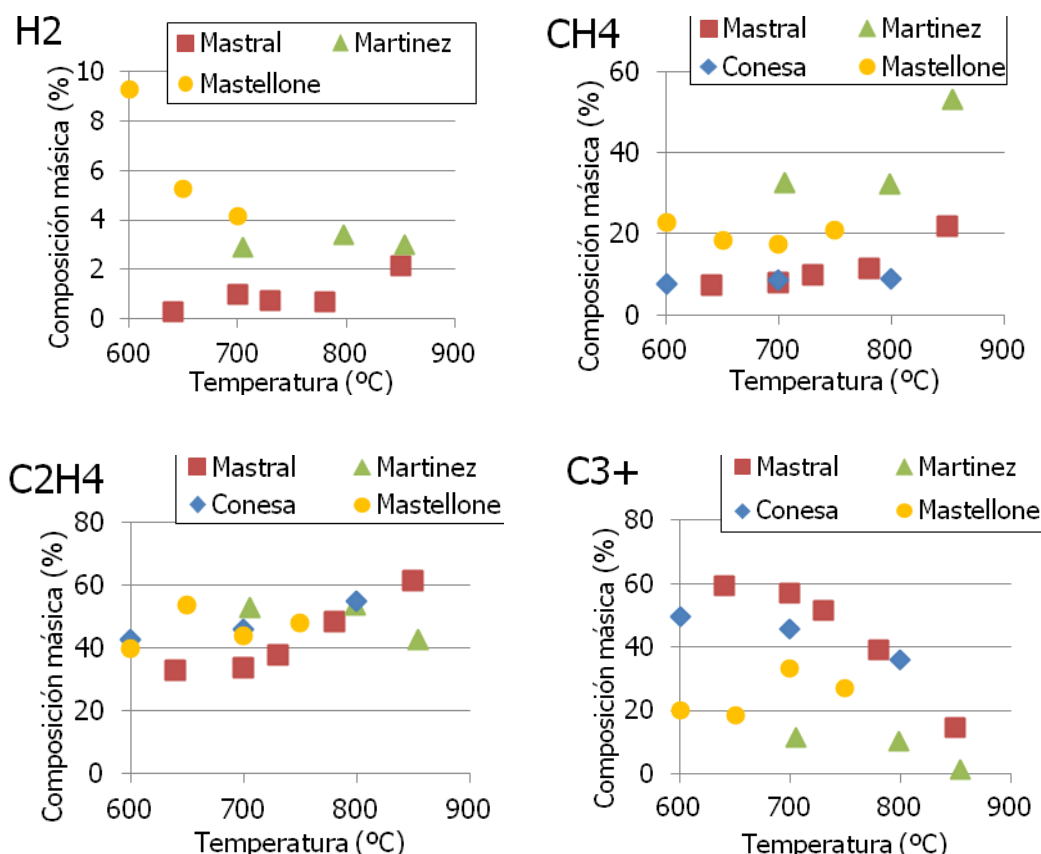 H2
Mastral Martinez
Mastellone
Composición másica (%)
10
8
6
4
2
0
600 700 800 900
Temperatura (ºC)
CH4
Mastral Martinez
Conesa Mastellone
Composición másica (%)
60
40
20
0
600 700 800 900
Temperatura (ºC)
C2H4
Mastral Martinez
Conesa Mastellone
Composición másica (%)
80
60
40
20
0
600 700 800 900
Temperatura (ºC)
C3+
Mastral Martinez
Conesa Mastellone
Composición másica (%)
80
60
40
20
0
600 700 800 900
Temperatura (ºC)